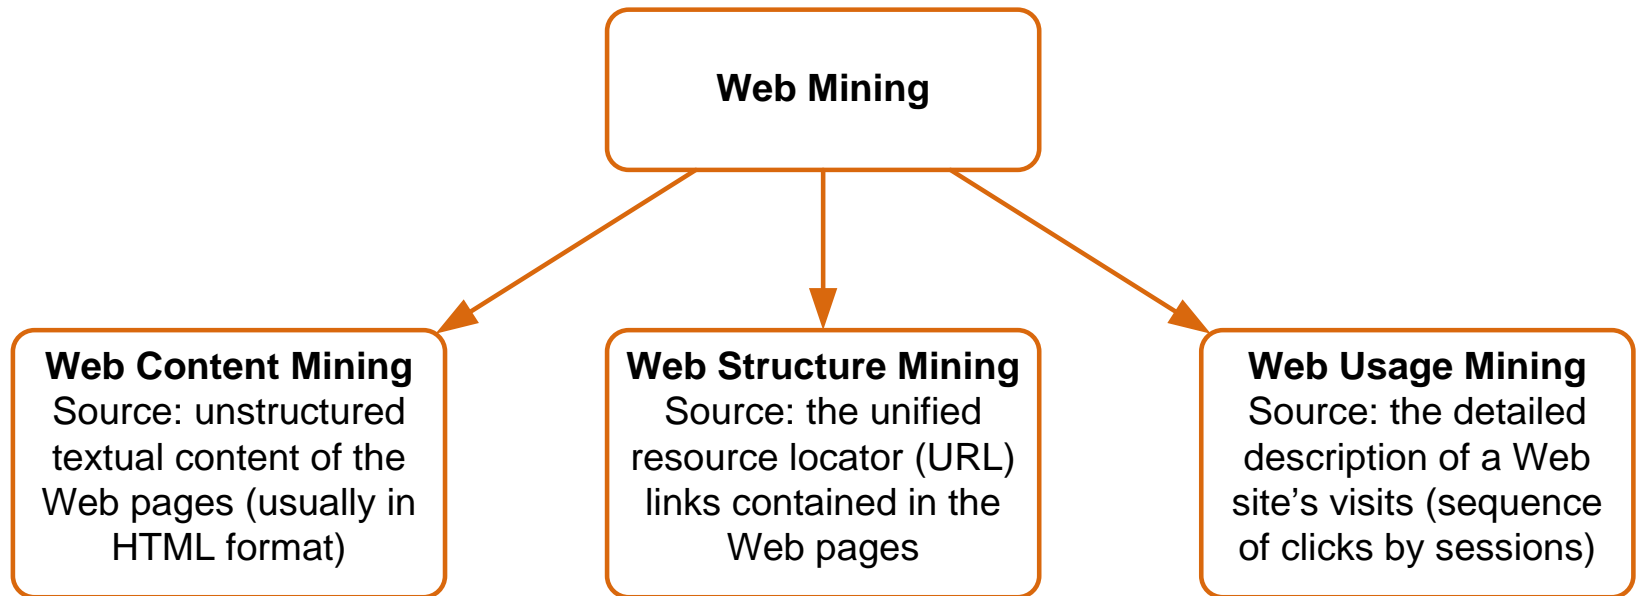 Web Mining
Web Content Mining
Source: unstructured
textual content of the
Web pages (usually in
HTML format)
Web Structure Mining
Source: the unified
resource locator (URL)
links contained in the
Web pages
Web Usage Mining
Source: the detailed
description of a Web
site’s visits (sequence
of clicks by sessions)